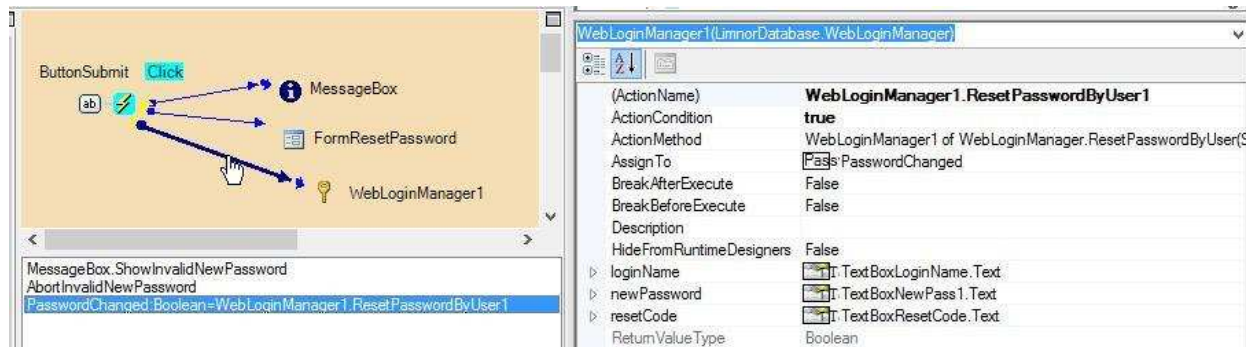 ButtonSubmit Click
ab
MessageBox
FormResetPassword
WebLoginManager1
MessageBox.ShowInvalidNewPassword
AbortInvalidNewPassword
PasswordChanged:Boolean=WebLoginManager1.ResetPasswordByUser1
WebLoginManager1(LimnorDatabase.WebLoginManager)
(ActionName) WebLoginManager1.ResetPasswordByUser1
ActionCondition true
ActionMethod WebLoginManager1 of WebLoginManager.ResetPasswordByUser(S
AssignTo Pass PasswordChanged
BreakAfterExecute False
BreakBeforeExecute False
Description
HideFromRuntimeDesigners False
loginName T.TextBoxLoginName.Text
newPassword T.TextBoxNewPass1.Text
resetCode T.TextBoxResetCode.Text
ReturnValueType Boolean